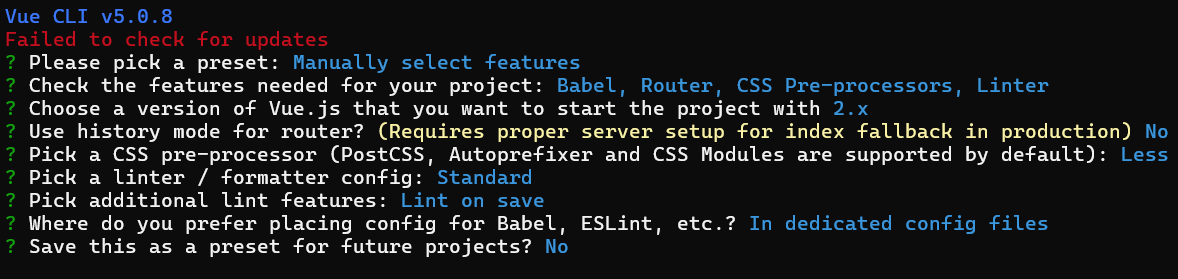 Vue CLI v5.0.8
Failed to check for updates
? Please pick a preset: Manually select features
? Check the features needed for your project: Babel, Router, CSS Pre-processors, Linter
? Choose a version of Vue.js that you want to start the project with 2.x
? Use history mode for router? (Requires proper server setup for index fallback in production) No
? Pick a CSS pre-processor (PostCSS, Autoprefixer and CSS Modules are supported by default): Less
? Pick a linter / formatter config: Standard
? Pick additional lint features: Lint on save
? Where do you prefer placing config for Babel, ESLint, etc.? In dedicated config files
? Save this as a preset for future projects? No